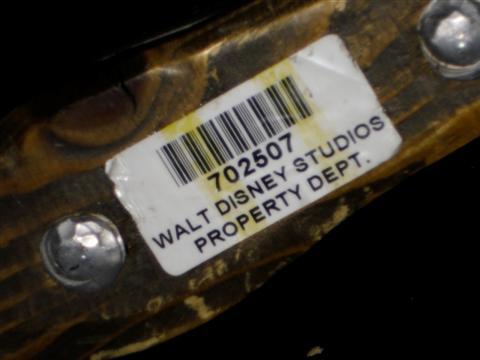 702507
WALT DISNEY STUDIOS
PROPERTY DEPT.